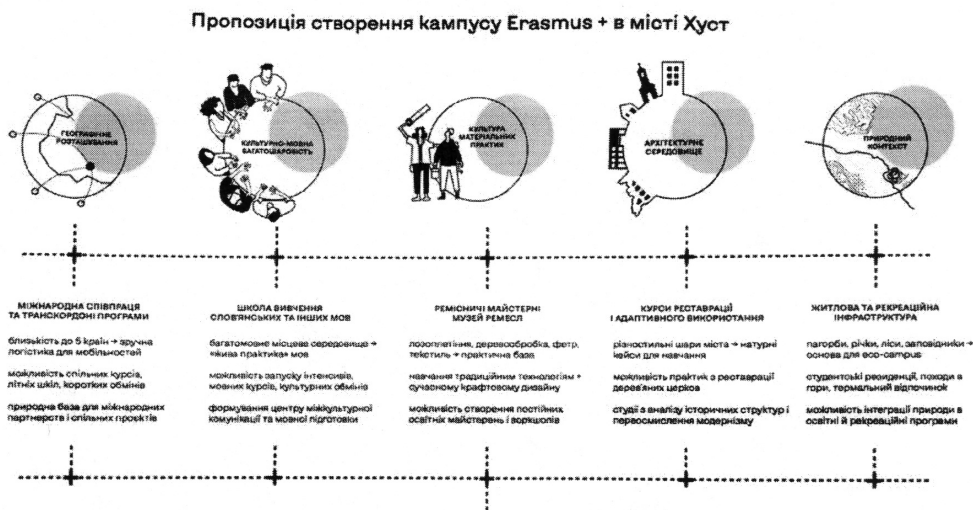 Пропозиція створення кампусу Erasmus + в місті Хуст
ГЕОГРАФІЧНЕ
РОЗТАШУВАННЯ
КУЛЬТУРНО-МОВНА
БАГАТОШАРОВІСТЬ
КУЛЬТУРА
МАТЕРІАЛЬНИХ
ПРАКТИК
АРХІТЕКТУРНЕ
СЕРЕДОВИЩЕ
ПРИРОДНИЙ
КОНТЕКСТ
МІЖНАРОДНА СПІВПРАЦЯ
ТА ТРАНСКОРДОНІ ПРОГРАМИ
близькість до 5 країн → зручна
логістика для мобільностей
можливість спільних курсів,
літніх шкіл, коротких обмінів
природна база для міжнародних
партнерств і спільних проєктів
ШКОЛА ВИВЧЕННЯ
СЛОВ'ЯНСЬКИХ ТА ІНШИХ МОВ
багатомовне місцеве середовище →
«жива практика» мов
можливість запуску інтенсивів,
мовних курсів, культурних обмінів
формування центру міжкультурної
комунікації та мовної підготовки
РЕМІСНИЧІ МАЙСТЕРНІ
МУЗЕЙ РЕМЕСЛ
лозоплетіння, деревообробка, фетр,
текстиль → практична база
навчання традиційним технологіям +
сучасному крафтовому дизайну
можливість створення постійних
освітніх майстерень і воркшопів
КУРСИ РЕСТАВРАЦІЇ
І АДАПТИВНОГО ВИКОРИСТАННЯ
різностильні шари міста → натурні
кейси для навчання
можливість практик з реставрації
дерев'яних церков
студії з аналізу історичних структур і
переосмислення модернізму
ЖИТЛОВА ТА РЕКРЕАЦІЙНА
ІНФРАСТРУКТУРА
пагорби, річки, ліси, заповідники →
основа для eco-campus
студентські резиденції, походи в
гори, термальний відпочинок
можливість інтеграції природи в
освітні й рекреаційні програми